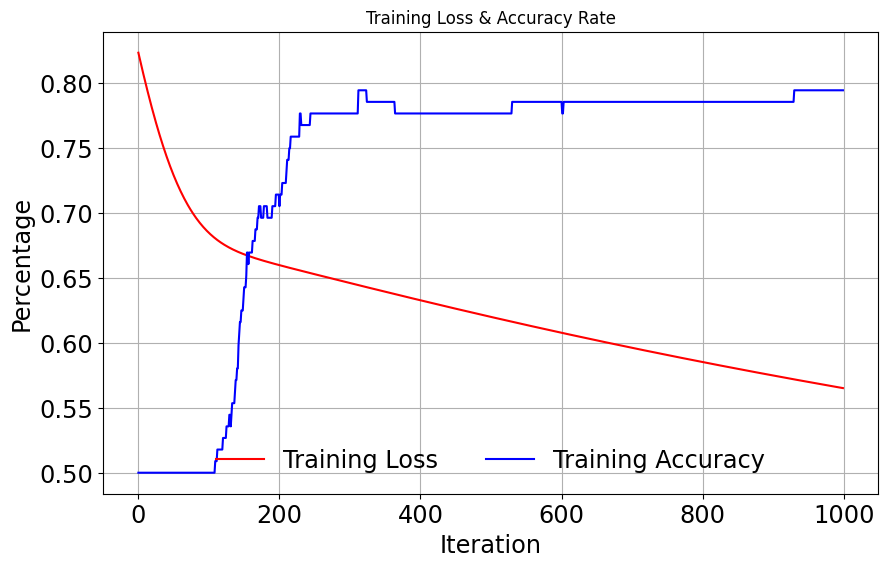 Training Loss & Accuracy Rate
Percentage
0.80
0.75
0.70
0.65
0.60
0.55
0.50
Training Loss
Training Accuracy
0
200
400
600
800
1000
Iteration